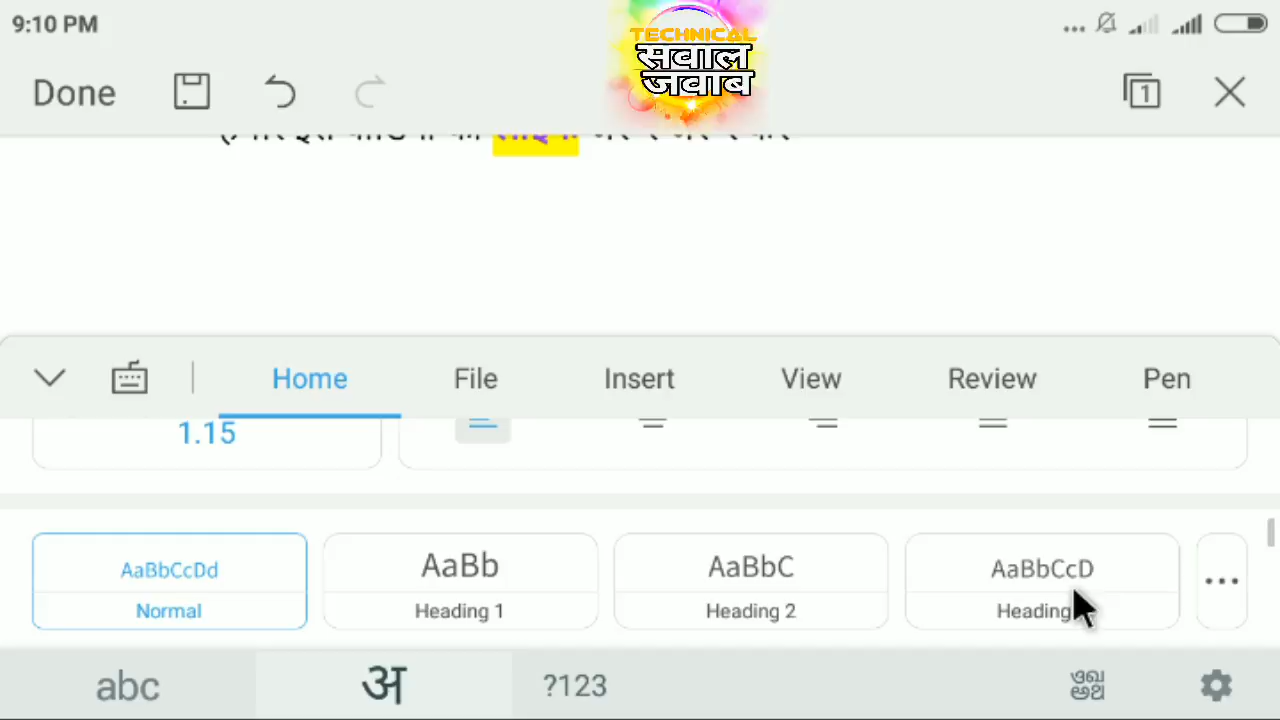 9:10 PM
TECHNICAL
सवाल
जवाब
Done
1
Home
File
Insert
View
Review
Pen
1.15
AaBbCcDd
AaBb
AaBbC
AaBbCcD
Normal
Heading 1
Heading 2
Heading
abc
अ
?123